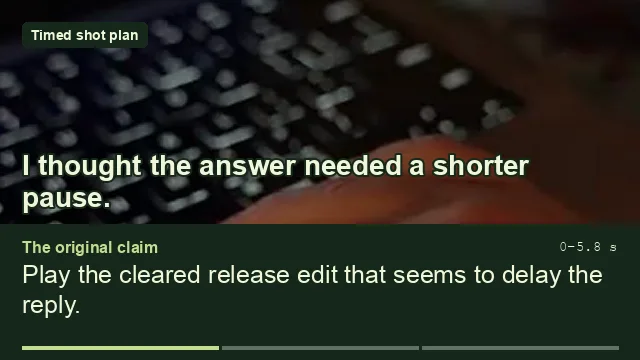 Timed shot plan
I thought the answer needed a shorter
pause.
The original claim
0–5.8 s
Play the cleared release edit that seems to delay the
reply.